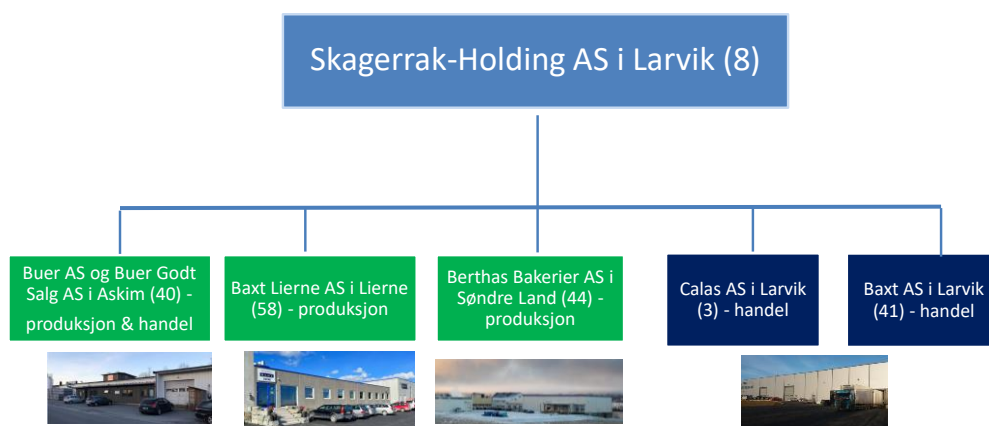 Skagerrak-Holding AS i Larvik (8)
Buer AS og Buer Godt
Salg AS i Askim (40) -
produksjon & handel
Baxt Lierne AS i Lierne
(58) - produksjon
Berthas Bakerier AS i
Søndre Land (44) -
produksjon
Calas AS i Larvik
(3) - handel
Baxt AS i Larvik
(41) - handel